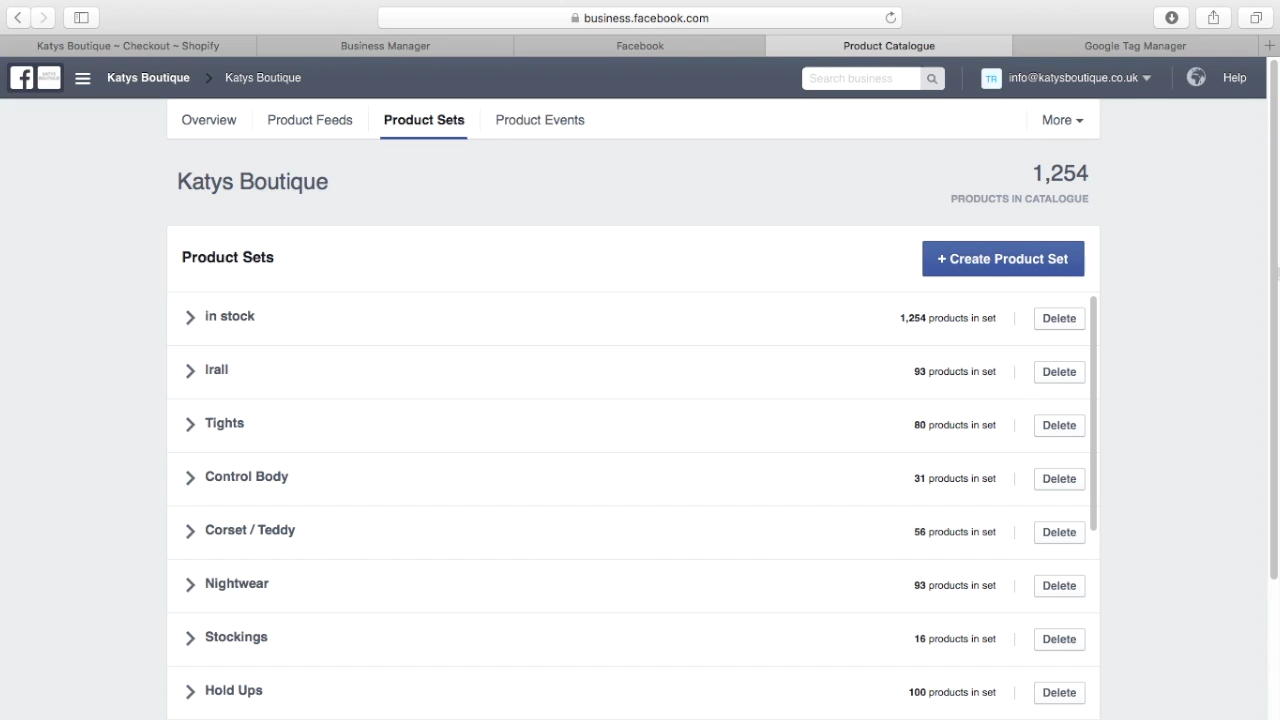 business.facebook.com
Katys Boutique ~ Checkout ~ Shopify
Business Manager
Facebook
Product Catalogue
Google Tag Manager
Katys Boutique
Katys Boutique
Search business
TR
info@katysboutique.co.uk
Help
Overview
Product Feeds
Product Sets
Product Events
More
Katys Boutique
1,254
PRODUCTS IN CATALOGUE
Product Sets
+ Create Product Set
in stock
1,254 products in set
Delete
Irall
93 products in set
Delete
Tights
80 products in set
Delete
Control Body
31 products in set
Delete
Corset / Teddy
56 products in set
Delete
Nightwear
93 products in set
Delete
Stockings
16 products in set
Delete
Hold Ups
100 products in set
Delete